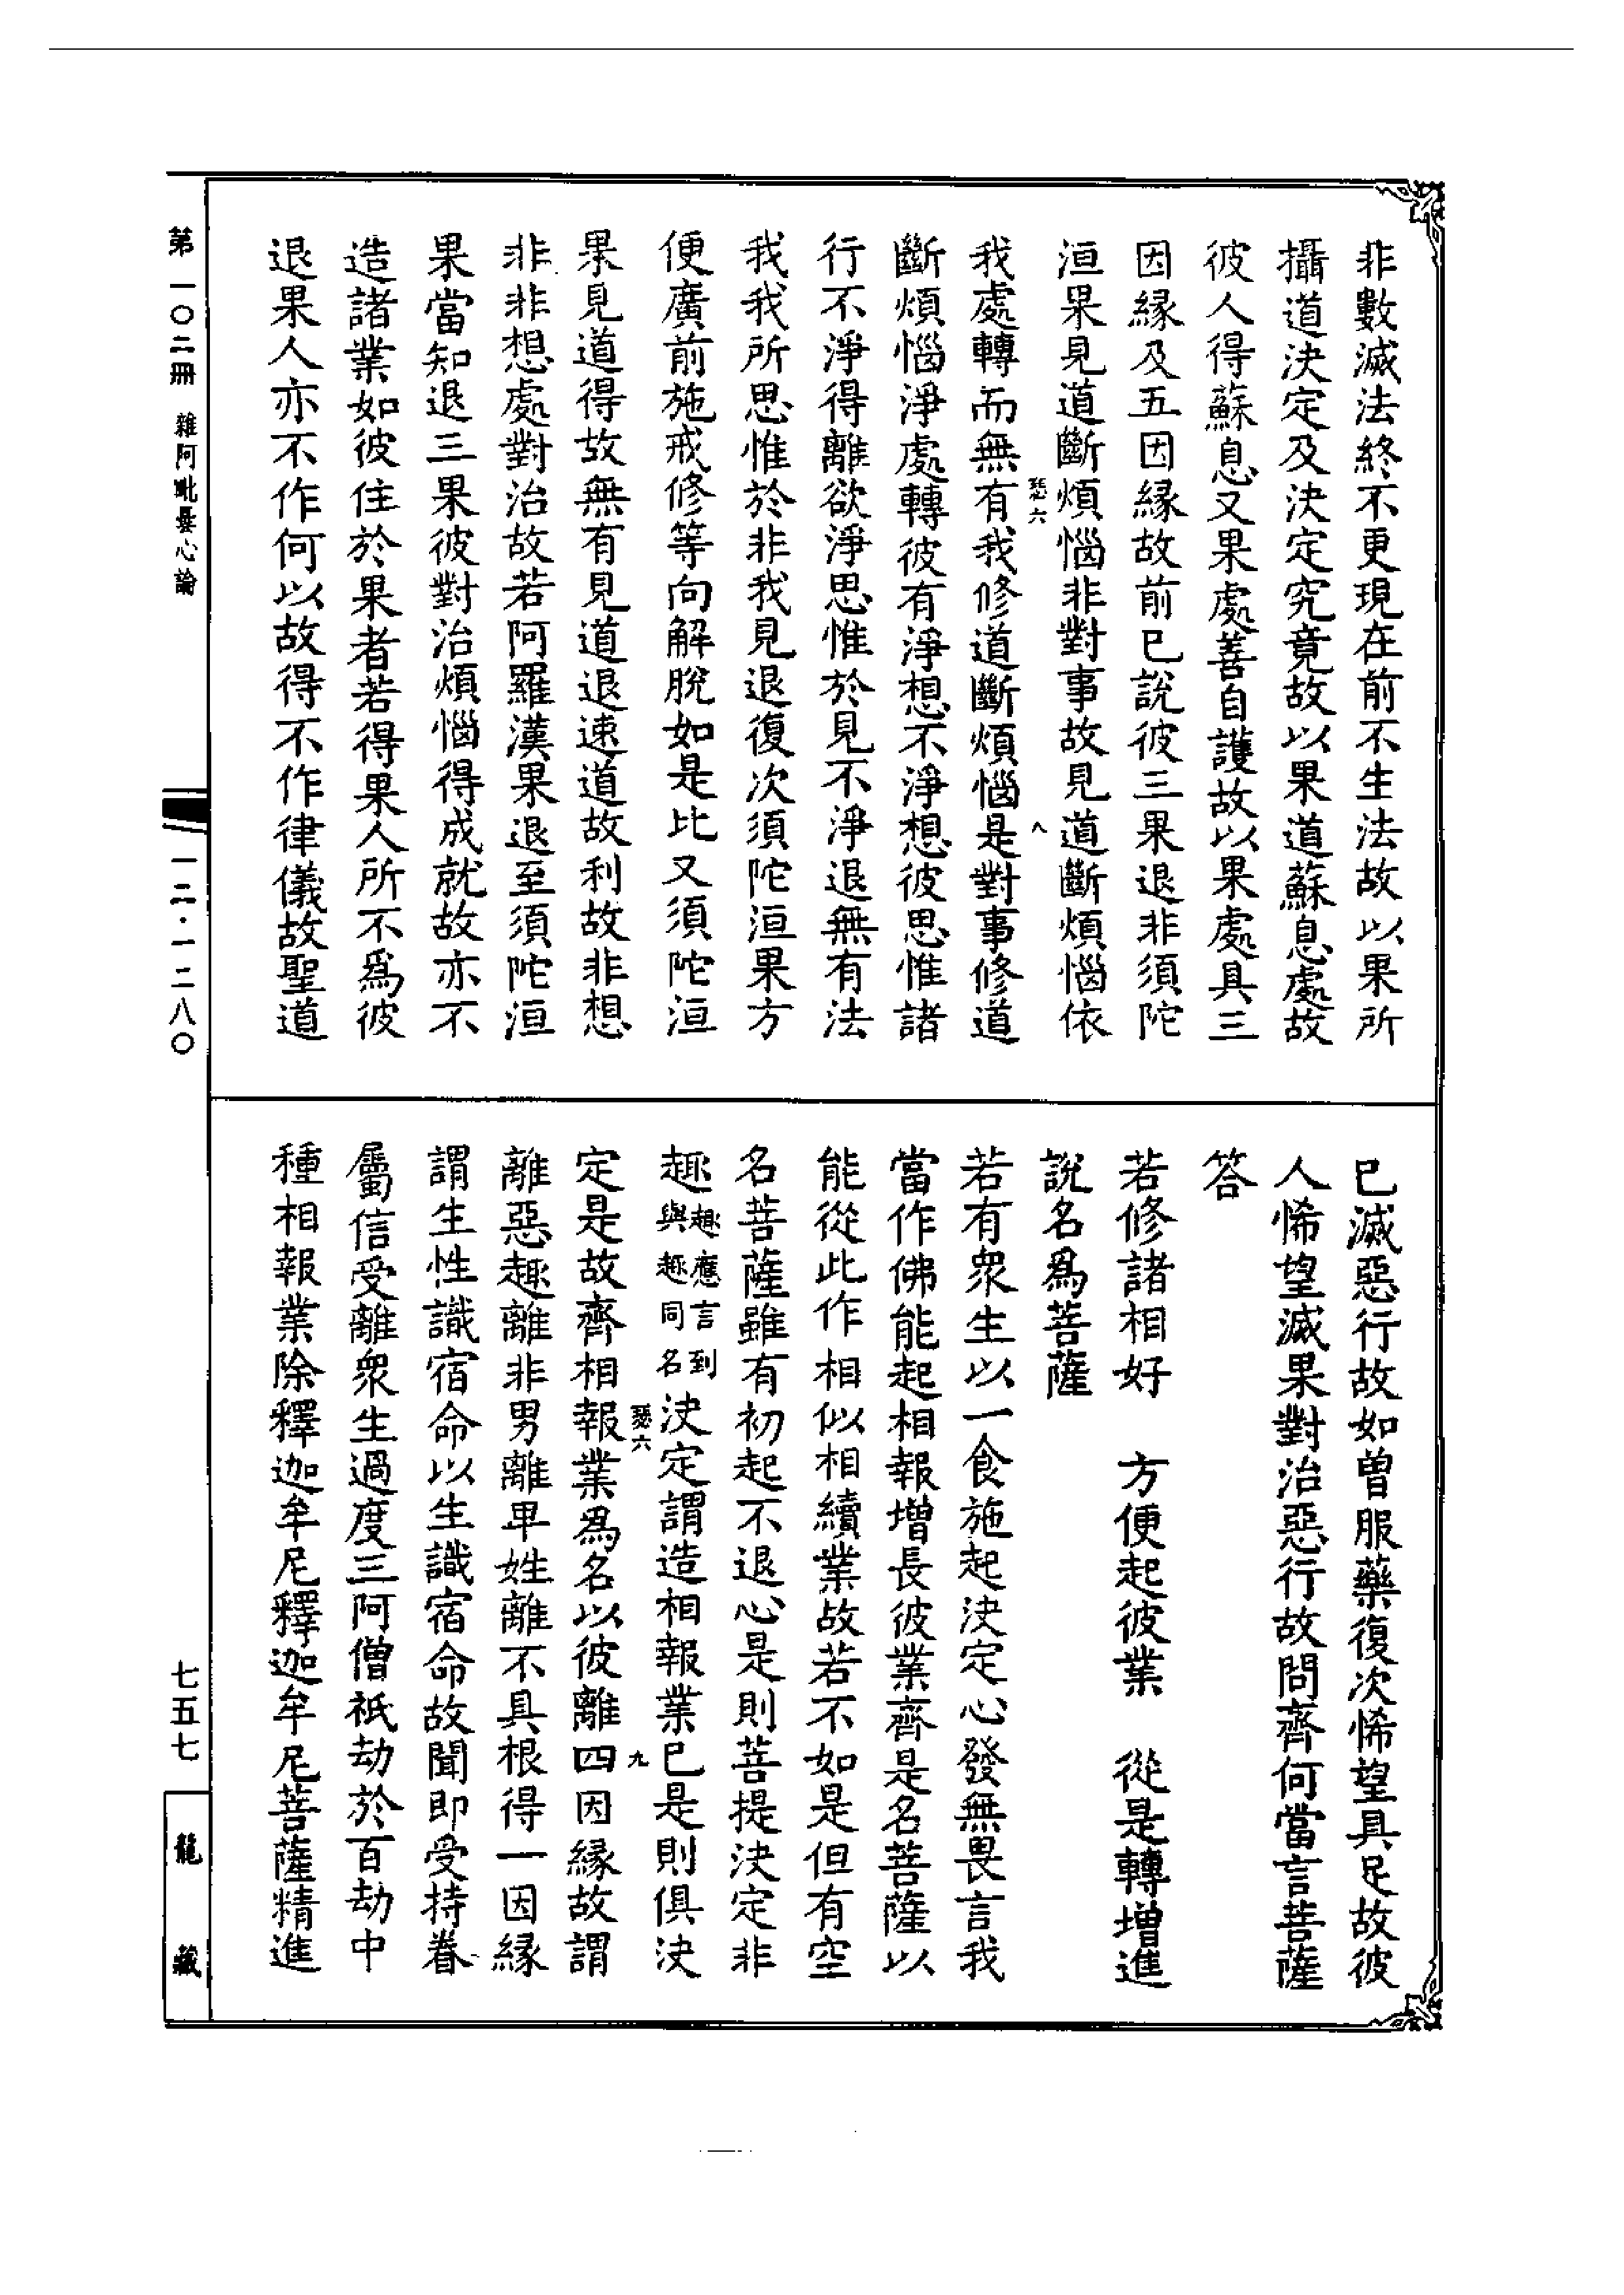 非數滅法終不更現在前不生法故以果所
攝道決定及決定究竟故以果道蘇息處故
彼人得蘇息又果處善自護故以果處具三
因緣及五因緣故前已說彼三果退非須陀
洹果見道斷煩惱非對事故見道斷煩惱依
瑟六
八
我處轉而無有我修道斷煩惱是對事修道
斷煩惱淨處轉彼有淨想不淨想彼思惟諸
行不淨得離欲淨思惟於見不淨退無有法
我我所思惟於非我見退復次須陀洹果方
便廣前施戒修等向解脫如是比又須陀洹
果見道得故無有見道退速道故利故非想
非非想處對治故若阿羅漢果退至須陀洹
果當知退三果彼對治煩惱得成就故亦不
造諸業如彼住於果者若得果人所不為彼
退果人亦不作何以故得不作律儀故聖道
已滅惡行故如曾服藥復次悕望具足故彼
人悕望滅果對治惡行故問齊何當言菩薩
答
若修諸相好 方便起彼業 從是轉增進
說名為菩薩
若有眾生以一食施起決定心發無畏言我
當作佛能起相報增長彼業齊是名菩薩以
能從此作相似相續業故若不如是但有空
名菩薩雖有初起不退心是則菩提決定非
趣趣應言到與趣同名決定謂造相報業已是則俱決
瑟六
九
定是故齊相報業為名以彼離四因緣故謂
離惡趣離非男離卑姓離不具根得一因緣
謂生性識宿命以生識宿命故聞即受持眷
屬信受離眾生過度三阿僧祇劫於百劫中
種相報業除釋迦牟尼釋迦牟尼菩薩精進
第一〇二冊 雜阿毗曇心論
一二·一二八〇
七五七
龍藏